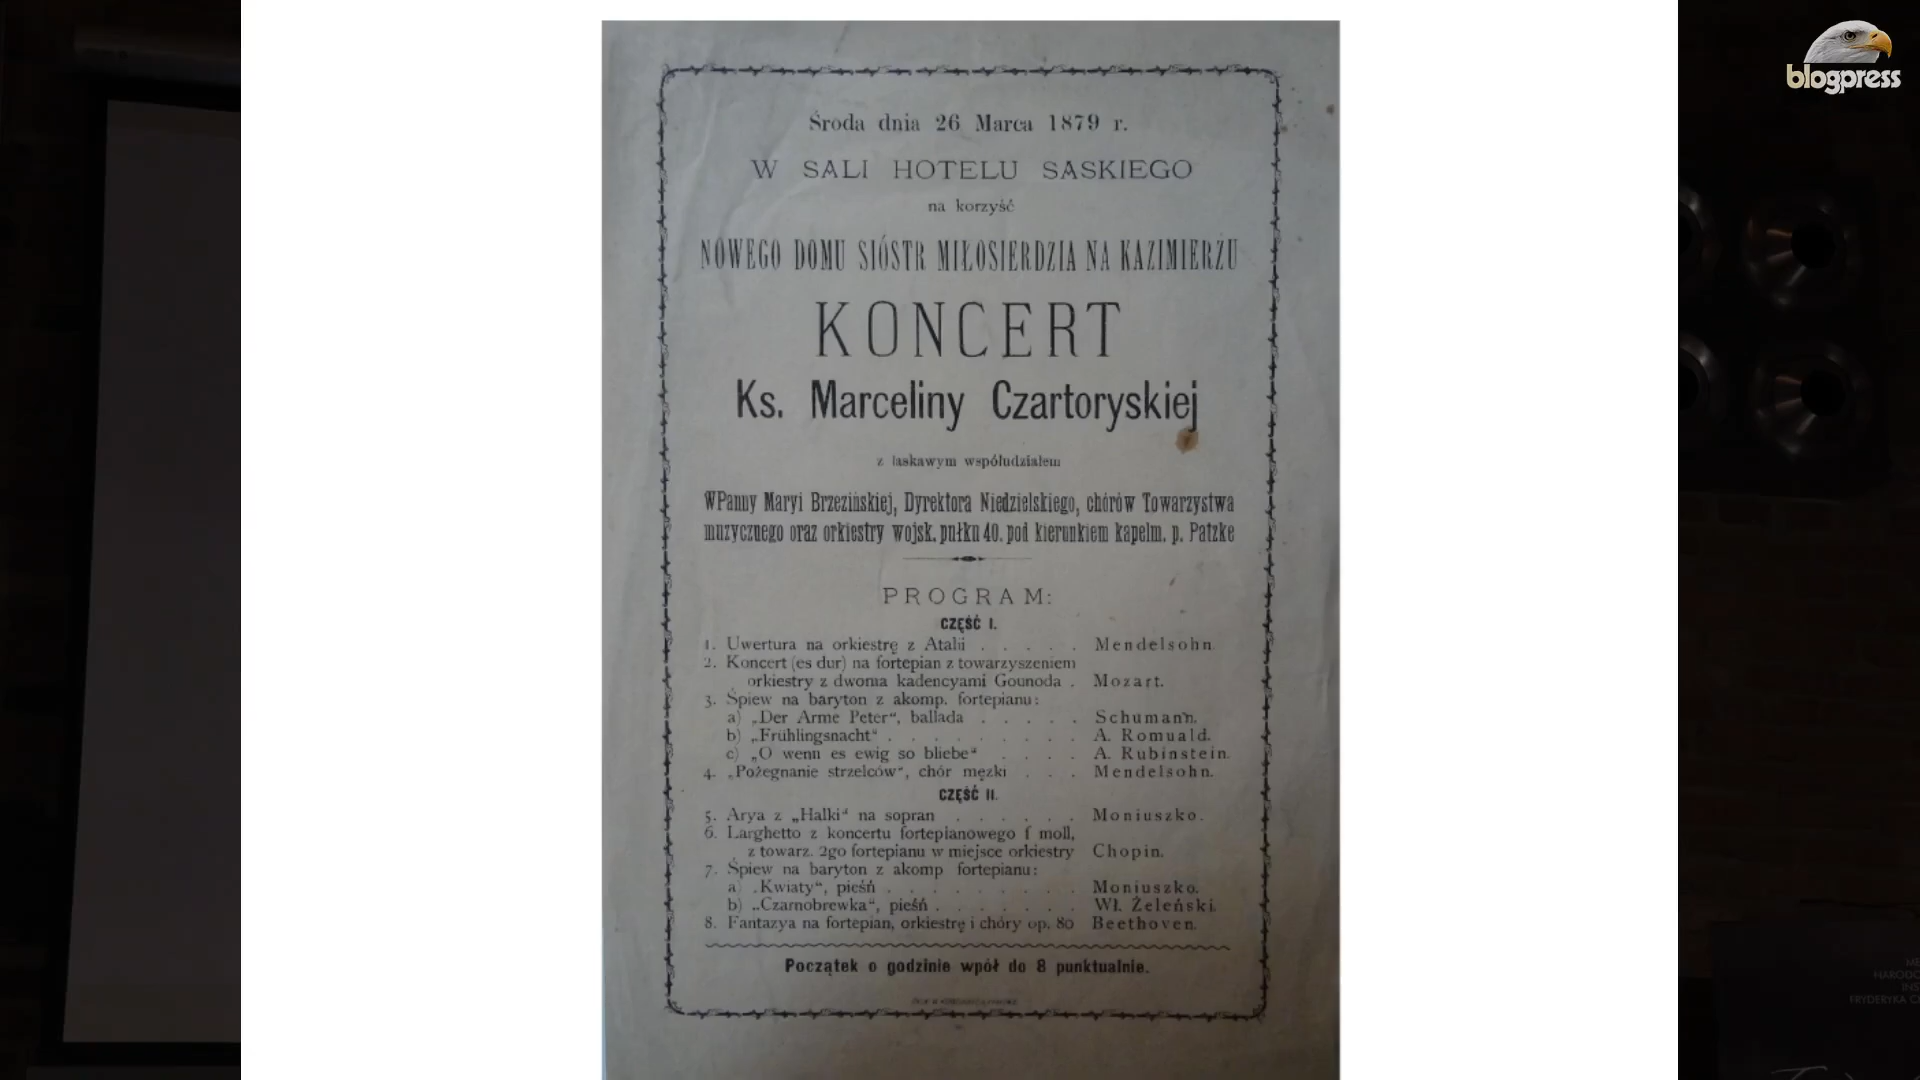 Środa dnia 26 Marca 1879 r.
W SALI HOTELU SASKIEGO
na korzyść
NOWEGO DOMU SIÓSTR MIŁOSIERDZIA NA KAZIMIERZU
KONCERT
Ks. Marceliny Czartoryskiej
z łaskawym współudziałem
WPanny Maryi Brzezińskiej, Dyrektora Niedzielskiego, chórów Towarzystwa
muzycznego oraz orkiestry wojsk. pułku 40. pod kierunkiem kapelm. p. Patzke
PROGRAM:
CZĘŚĆ I.
1. Uwertura na orkiestrę z Atalii . . . . . Mendelsohn.
2. Koncert (es dur) na fortepian z towarzyszeniem
orkiestry z dwoma kadencyami Gounoda . Mozart.
3. Śpiew na baryton z akomp. fortepianu:
a) „Der Arme Peter“, ballada . . . . . Schumann.
b) „Frühlingsnacht“ . . . . . . . . . A. Romuald.
c) „O wenn es ewig so bliebe“ . . . . A. Rubinstein.
4. „Pożegnanie strzelców“, chór męzki . . . Mendelsohn.
CZĘŚĆ II.
5. Arya z „Halki“ na sopran . . . . . . Moniuszko.
6. Larghetto z koncertu fortepianowego f moll,
z towarz. 2go fortepianu w miejsce orkiestry Chopin.
7. Śpiew na baryton z akomp fortepianu:
a) „Kwiaty“, pieśń . . . . . . . . . Moniuszko.
b) „Czarnobrewka“, pieśń . . . . . . . Wł. Żeleński.
8. Fantazya na fortepian, orkiestrę i chóry op. 80 Beethoven.
Początek o godzinie wpół do 8 punktualnie.
blogpress
FRYDERYKA